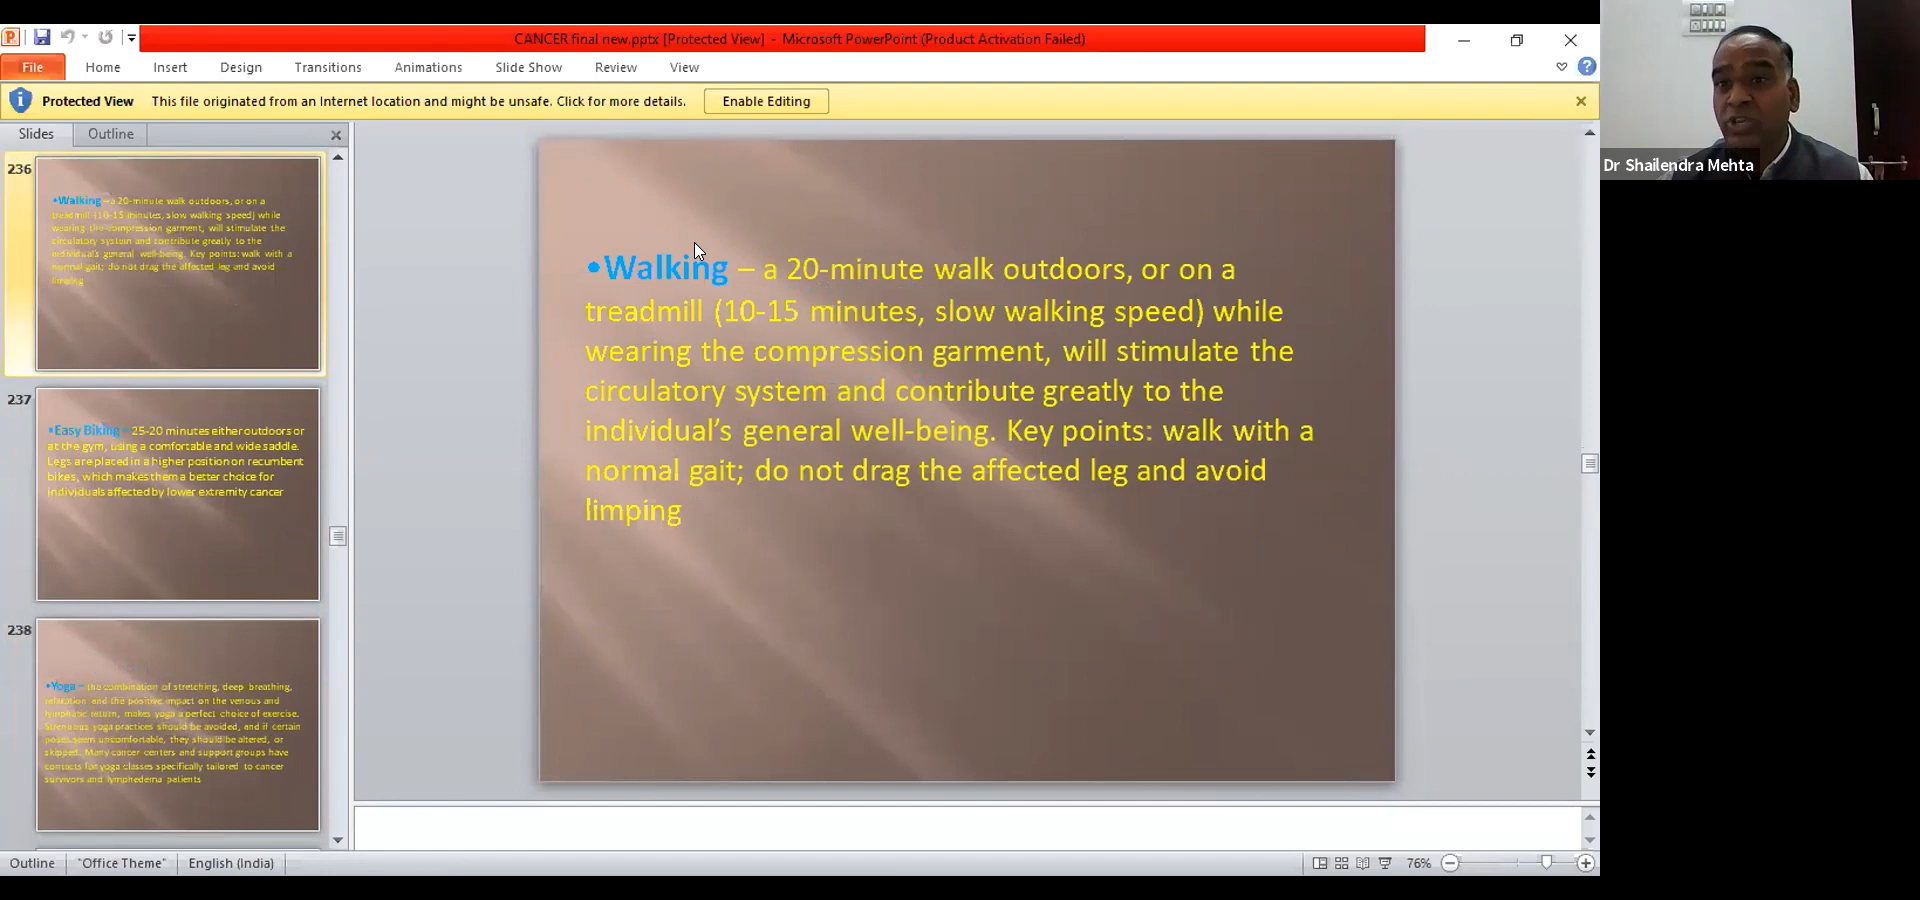 CANCER final new.pptx [Protected View] - Microsoft PowerPoint (Product Activation Failed)
File Home Insert Design Transitions Animations Slide Show Review View
Protected View This file originated from an Internet location and might be unsafe. Click for more details. Enable Editing
Slides Outline
236
•Walking – a 20-minute walk outdoors, or on a
treadmill (10-15 minutes, slow walking speed) while
wearing the compression garment, will stimulate the
circulatory system and contribute greatly to the
individual's general well-being. Key points: walk with a
normal gait; do not drag the affected leg and avoid
limping
237
•Easy Biking – 25-20 minutes either outdoors or
at the gym, using a comfortable and wide saddle.
Legs are placed in a higher position on recumbent
bikes, which makes them a better choice for
individuals affected by lower extremity cancer
238
•Yoga – the combination of stretching, deep breathing,
relaxation and the positive impact on the venous and
lymphatic return, makes yoga a perfect choice of exercise.
Strenuous yoga practices should be avoided, and if certain
poses seem uncomfortable, they should be altered, or
skipped. Many cancer centers and support groups have
contacts for yoga classes specifically tailored to cancer
survivors and lymphedema patients
•Walking – a 20-minute walk outdoors, or on a
treadmill (10-15 minutes, slow walking speed) while
wearing the compression garment, will stimulate the
circulatory system and contribute greatly to the
individual's general well-being. Key points: walk with a
normal gait; do not drag the affected leg and avoid
limping
Dr Shailendra Mehta
Outline "Office Theme" English (India) 76%